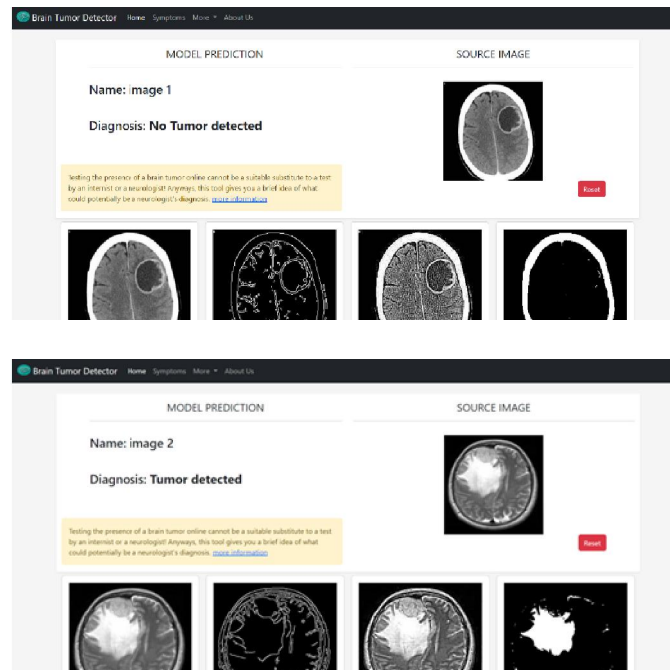 Brain Tumor Detector Home Symptoms More About Us
MODEL PREDICTION SOURCE IMAGE
Name: image 1
Diagnosis: No Tumor detected
Testing the presence of a brain tumor online cannot be a suitable substitute to a test
by an internist or a neurologist! Anyways, this tool gives you a brief idea of what
could potentially be a neurologist's diagnosis. more information
Reset
Brain Tumor Detector Home Symptoms More About Us
MODEL PREDICTION SOURCE IMAGE
Name: image 2
Diagnosis: Tumor detected
Testing the presence of a brain tumor online cannot be a suitable substitute to a test
by an internist or a neurologist! Anyways, this tool gives you a brief idea of what
could potentially be a neurologist's diagnosis. more information
Reset